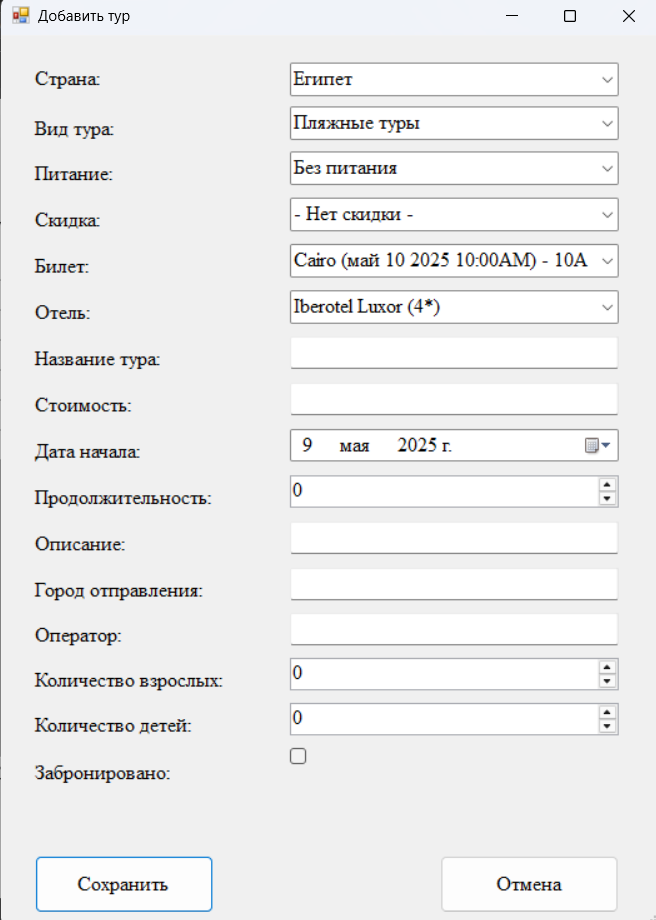 Добавить тур
Страна: Египет
Вид тура: Пляжные туры
Питание: Без питания
Скидка: - Нет скидки -
Билет: Cairo (май 10 2025 10:00AM) - 10A
Отель: Iberotel Luxor (4*)
Название тура:
Стоимость:
Дата начала: 9 мая 2025 г.
Продолжительность: 0
Описание:
Город отправления:
Оператор:
Количество взрослых: 0
Количество детей: 0
Забронировано:
Сохранить Отмена